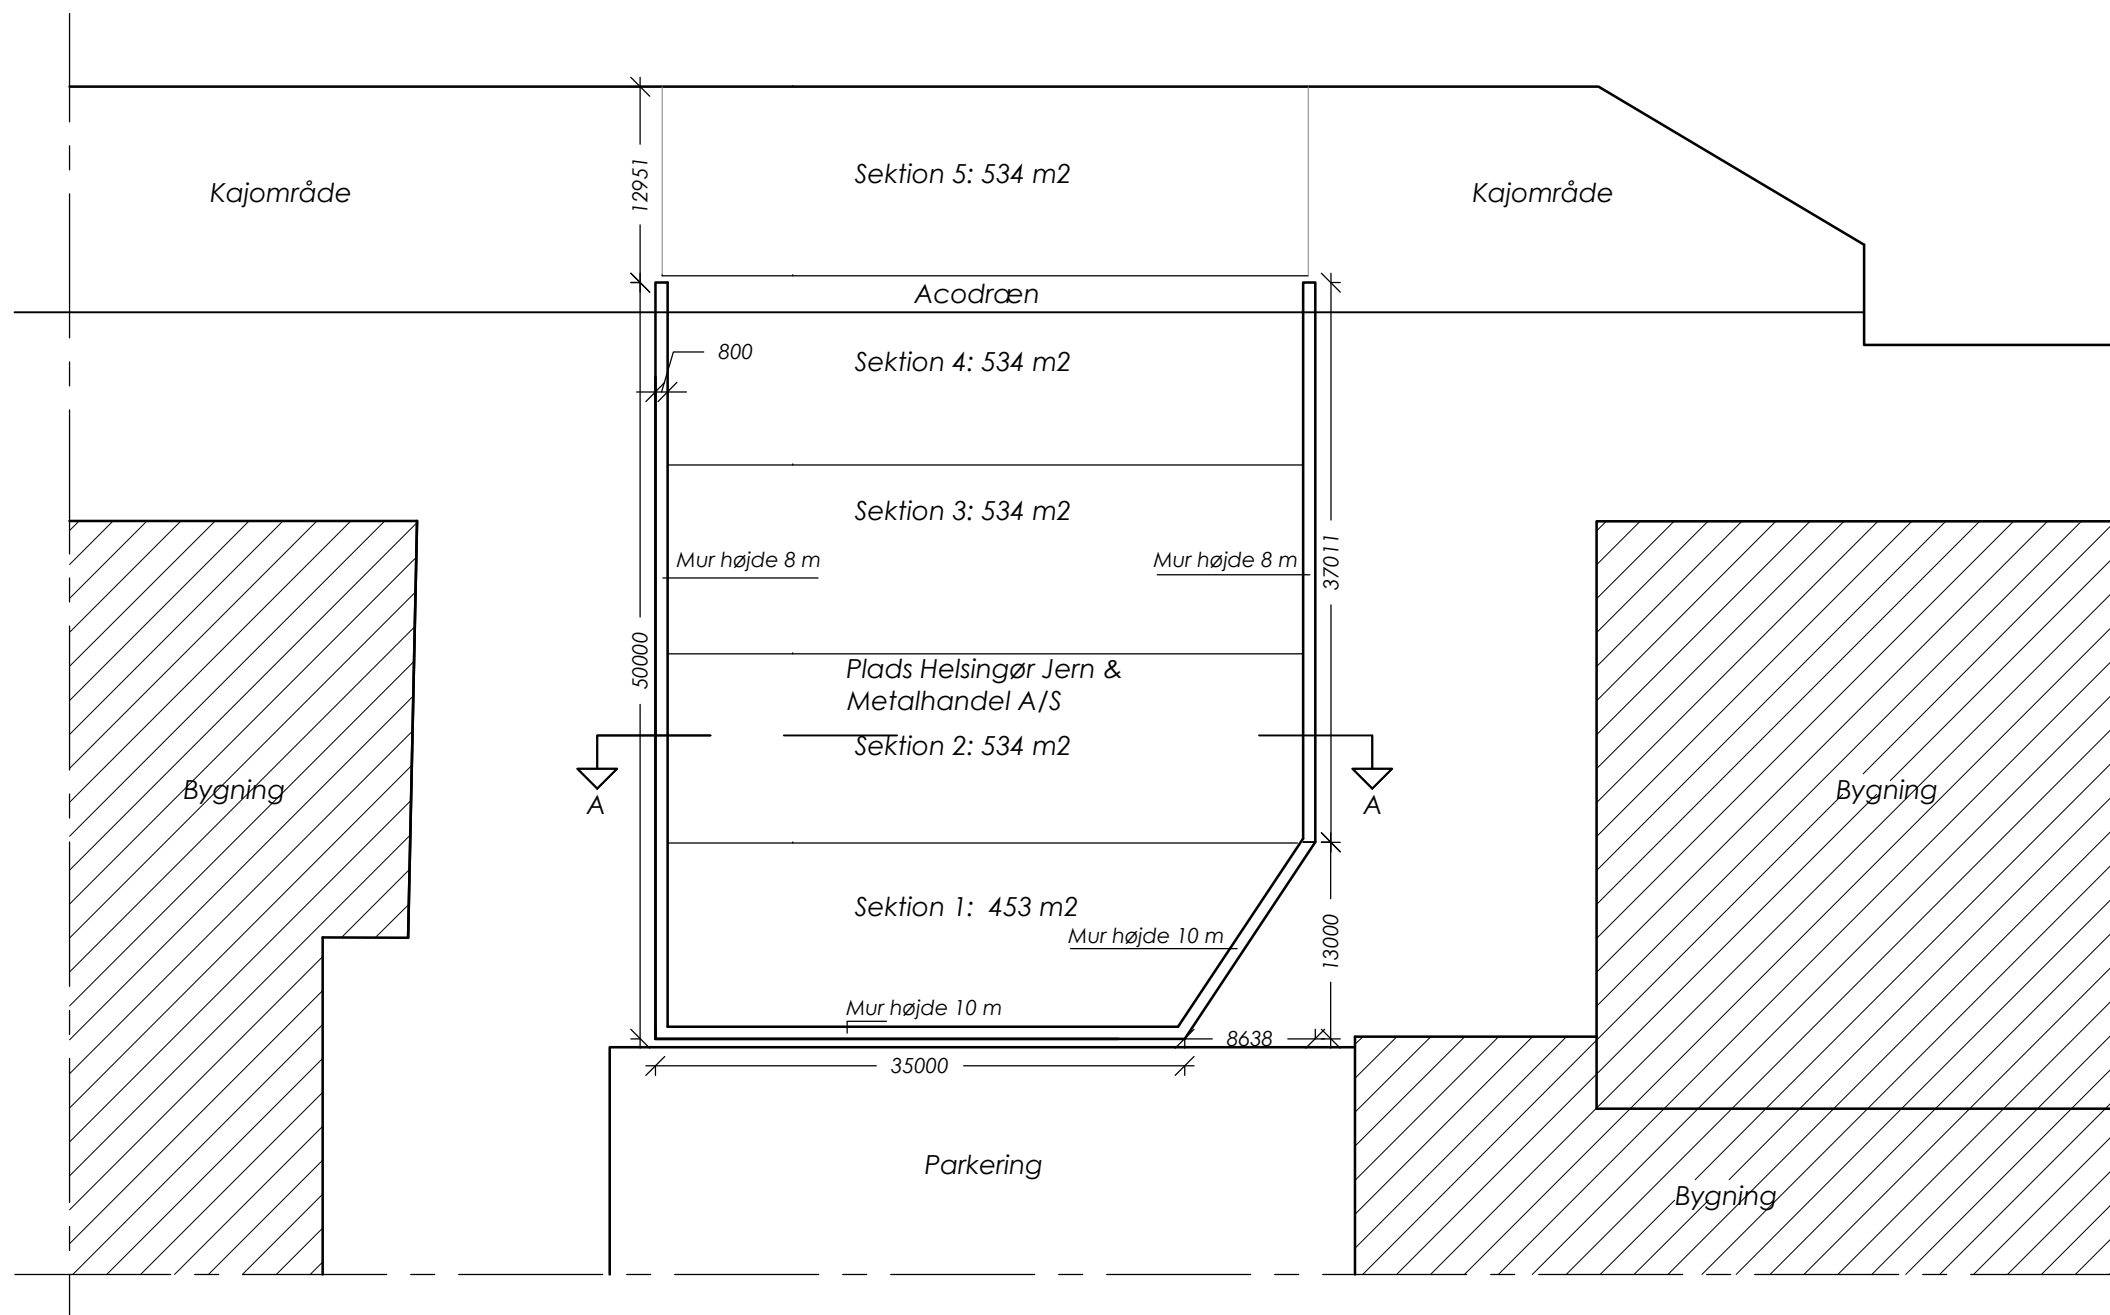 Sektion 5: 534 m2
Kajområde
Kajområde
12951
Acodræn
800
Sektion 4: 534 m2
Sektion 3: 534 m2
Mur højde 8 m
Mur højde 8 m
37011
50000
Plads Helsingør Jern &
Metalhandel A/S
Sektion 2: 534 m2
A
A
Bygning
Bygning
Sektion 1: 453 m2
Mur højde 10 m
13000
Mur højde 10 m
8638
35000
Parkering
Bygning